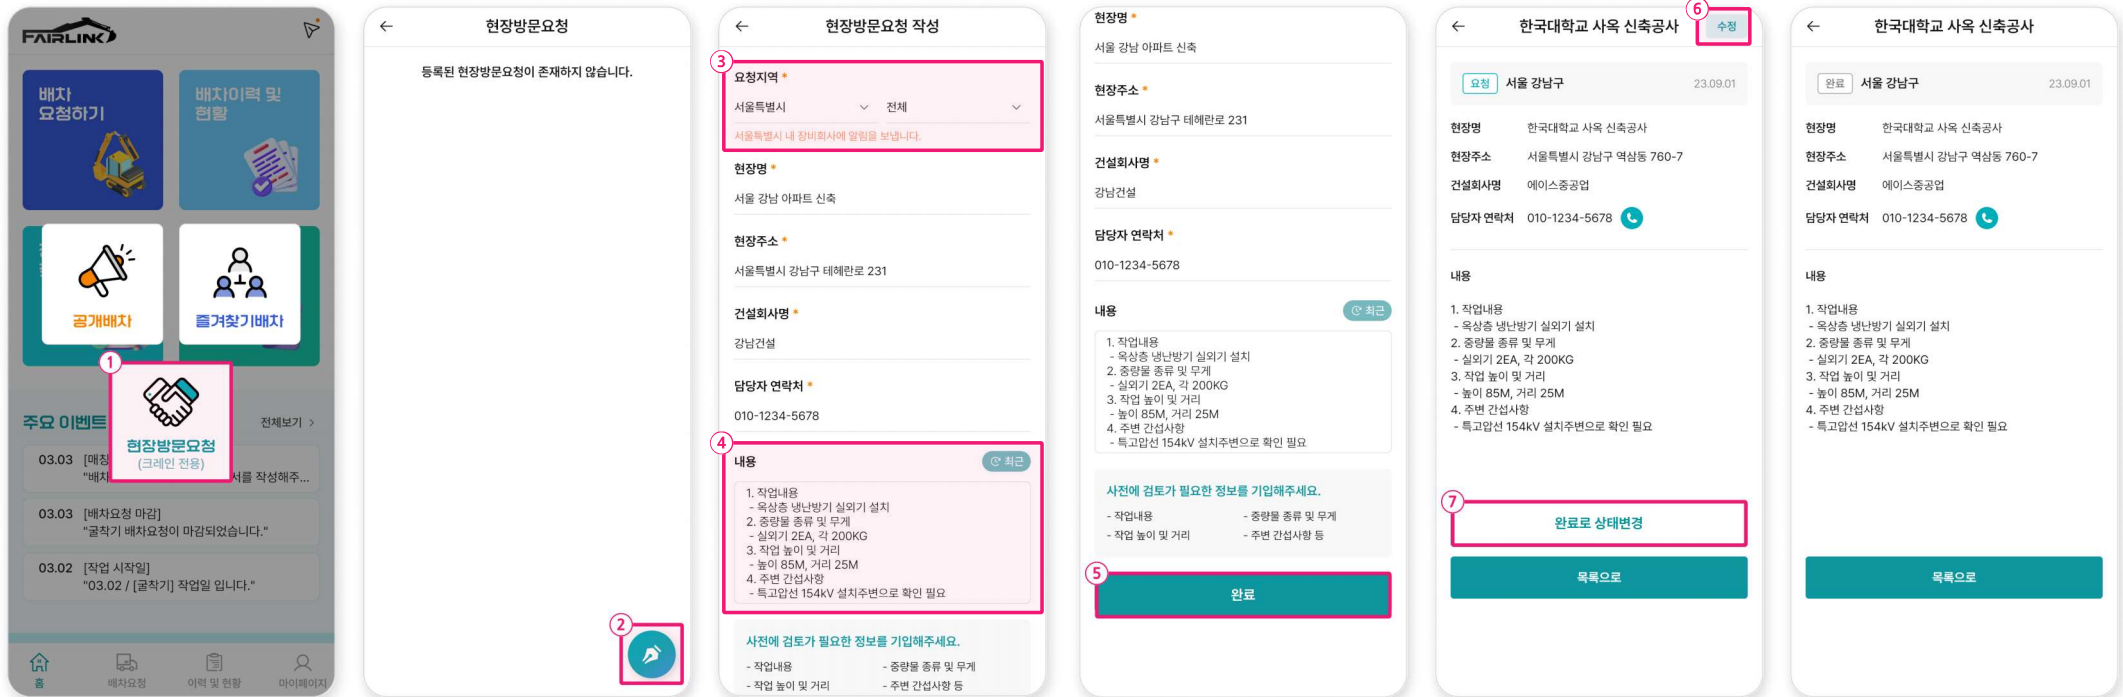 FAIRLINK
배차
요청하기
배차이력 및
현황
공개배차
즐겨찾기배차
①
현장방문요청
(크레인 전용)
주요 이벤트
전체보기 >
03.03 [매칭
"배차 서를 작성해주...
03.03 [배차요청 마감]
"굴착기 배차요청이 마감되었습니다."
03.02 [작업 시작일]
"03.02 / [굴착기] 작업일 입니다."
홈 배차요청 이력 및 현황 마이페이지
현장방문요청
등록된 현장방문요청이 존재하지 않습니다.
②
현장방문요청 작성
③
요청지역 *
서울특별시 전체
서울특별시 내 장비회사에 알림을 보냅니다.
현장명 *
서울 강남 아파트 신축
현장주소 *
서울특별시 강남구 테헤란로 231
건설회사명 *
강남건설
담당자 연락처 *
010-1234-5678
④
내용 최근
1. 작업내용
- 옥상층 냉난방기 실외기 설치
2. 중량물 종류 및 무게
- 실외기 2EA, 각 200KG
3. 작업 높이 및 거리
- 높이 85M, 거리 25M
4. 주변 간섭사항
- 특고압선 154kV 설치주변으로 확인 필요
사전에 검토가 필요한 정보를 기입해주세요.
- 작업내용 - 중량물 종류 및 무게
- 작업 높이 및 거리 - 주변 간섭사항 등
현장명 *
서울 강남 아파트 신축
현장주소 *
서울특별시 강남구 테헤란로 231
건설회사명 *
강남건설
담당자 연락처 *
010-1234-5678
내용 최근
1. 작업내용
- 옥상층 냉난방기 실외기 설치
2. 중량물 종류 및 무게
- 실외기 2EA, 각 200KG
3. 작업 높이 및 거리
- 높이 85M, 거리 25M
4. 주변 간섭사항
- 특고압선 154kV 설치주변으로 확인 필요
사전에 검토가 필요한 정보를 기입해주세요.
- 작업내용 - 중량물 종류 및 무게
- 작업 높이 및 거리 - 주변 간섭사항 등
⑤
완료
한국대학교 사옥 신축공사
⑥
수정
요청 서울 강남구 23.09.01
현장명 한국대학교 사옥 신축공사
현장주소 서울특별시 강남구 역삼동 760-7
건설회사명 에이스중공업
담당자 연락처 010-1234-5678
내용
1. 작업내용
- 옥상층 냉난방기 실외기 설치
2. 중량물 종류 및 무게
- 실외기 2EA, 각 200KG
3. 작업 높이 및 거리
- 높이 85M, 거리 25M
4. 주변 간섭사항
- 특고압선 154kV 설치주변으로 확인 필요
⑦
완료로 상태변경
목록으로
한국대학교 사옥 신축공사
완료 서울 강남구 23.09.01
현장명 한국대학교 사옥 신축공사
현장주소 서울특별시 강남구 역삼동 760-7
건설회사명 에이스중공업
담당자 연락처 010-1234-5678
내용
1. 작업내용
- 옥상층 냉난방기 실외기 설치
2. 중량물 종류 및 무게
- 실외기 2EA, 각 200KG
3. 작업 높이 및 거리
- 높이 85M, 거리 25M
4. 주변 간섭사항
- 특고압선 154kV 설치주변으로 확인 필요
목록으로